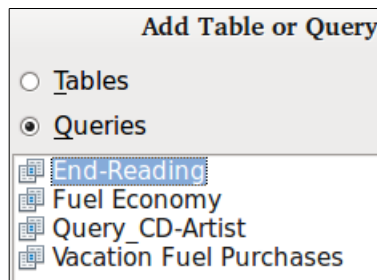 Add Table or Query
Tables
Queries
End-Reading
Fuel Economy
Query_CD-Artist
Vacation Fuel Purchases